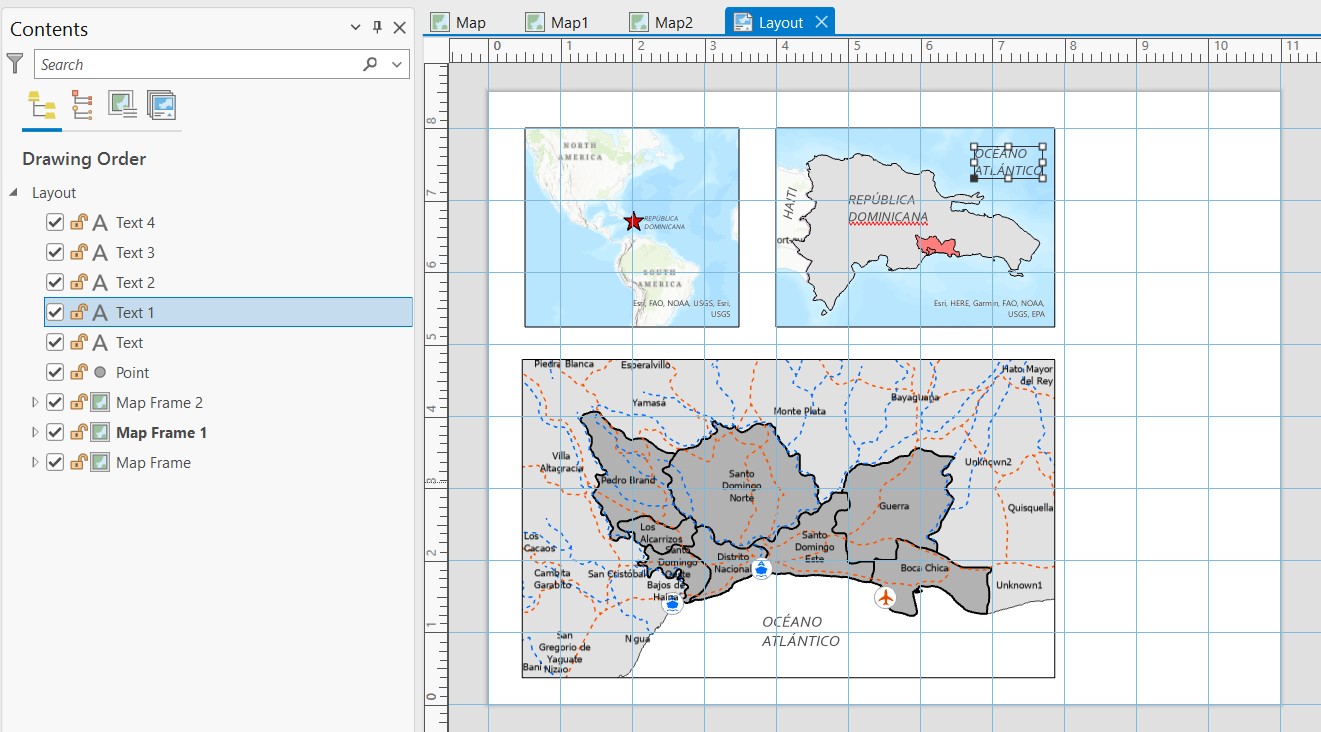 Contents
Search
Drawing Order
Layout
Text 4
Text 3
Text 2
Text 1
Text
Point
Map Frame 2
Map Frame 1
Map Frame
Map
Map1
Map2
Layout
0 1 2 3 4 5 6 7 8 9 10 11
8
7
6
5
4
3
2
1
0
NORTH
AMERICA
REPÚBLICA
DOMINICANA
SOUTH
AMERICA
Esri, FAO, NOAA, USGS, Esri,
USGS
OCÉANO
ATLÁNTICO
HAITI
REPÚBLICA
DOMINICANA
Esri, HERE, Garmin, FAO, NOAA,
USGS, EPA
Piedra Blanca
Esperalvillo
Hato Mayor
del Rey
Yamasá
Monte Plata
Bayaguana
Villa
Altagracia
Pedro Brand
Santo
Domingo
Norte
Unknown2
Guerra
Quisquella
Los
Cacaos
Los
Alcarrizos
Santo
Domingo
Oeste
Distrito
Nacional
Santo
Domingo
Este
Boca Chica
Cambita
Garabito
San Cristóbal
Bajos de
Haina
Unknown1
OCÉANO
ATLÁNTICO
San
Gregorio de
Yaguate
Nigua
Bani
Nizao